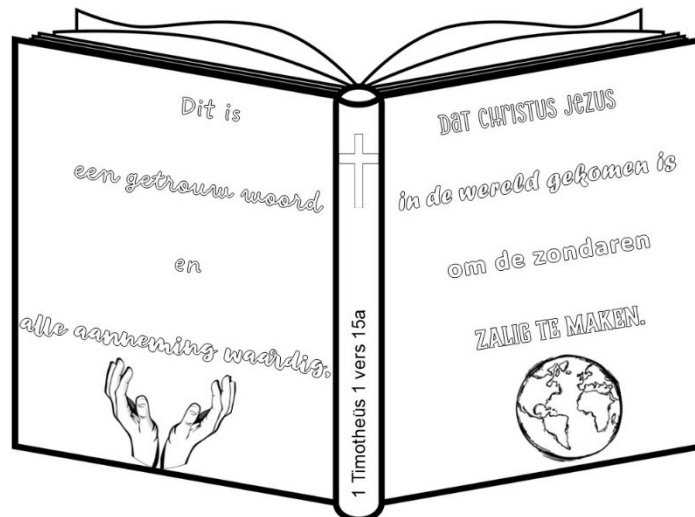 Dit is
een getrouw woord
en
alle aanneming waardig,
1 Timotheüs 1 vers 15a
Dat Christus Jezus
in de wereld gekomen is
om de zondaren
ZALIG TE MAKEN.